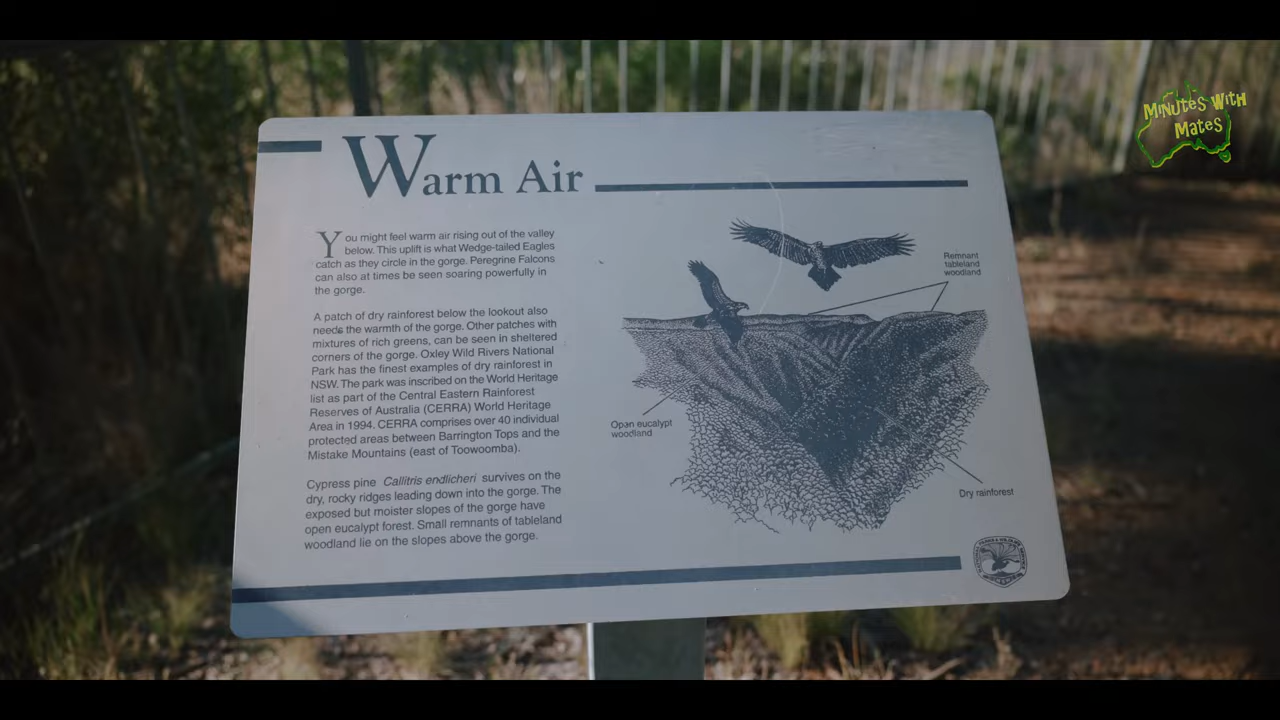 MINUTES WITH
MATES
Warm Air
You might feel warm air rising out of the valley
below. This uplift is what Wedge-tailed Eagles
catch as they circle in the gorge. Peregrine Falcons
can also at times be seen soaring powerfully in
the gorge.
A patch of dry rainforest below the lookout also
needs the warmth of the gorge. Other patches with
mixtures of rich greens, can be seen in sheltered
corners of the gorge. Oxley Wild Rivers National
Park has the finest examples of dry rainforest in
NSW. The park was inscribed on the World Heritage
list as part of the Central Eastern Rainforest
Reserves of Australia (CERRA) World Heritage
Area in 1994. CERRA comprises over 40 individual
protected areas between Barrington Tops and the
Mistake Mountains (east of Toowoomba).
Cypress pine Callitris endlicheri survives on the
dry, rocky ridges leading down into the gorge. The
exposed but moister slopes of the gorge have
open eucalypt forest. Small remnants of tableland
woodland lie on the slopes above the gorge.
Remnant
tableland
woodland
Open eucalypt
woodland
Dry rainforest